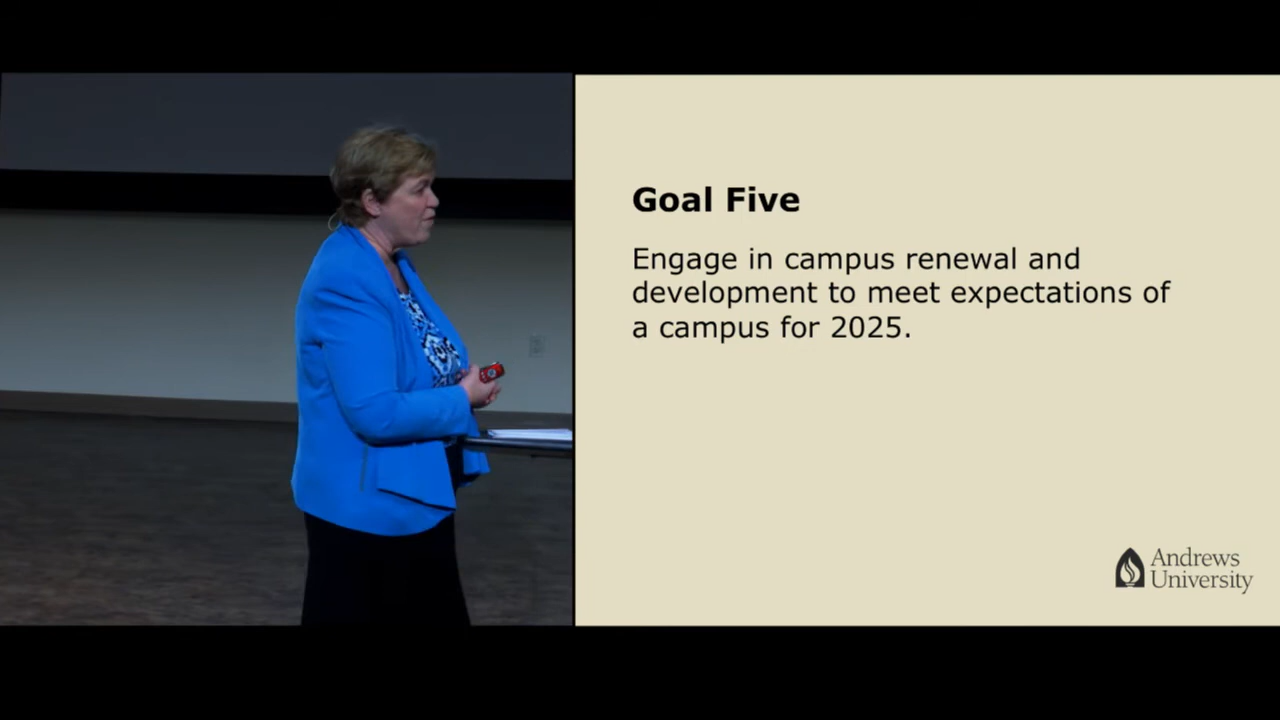 Goal Five
Engage in campus renewal and
development to meet expectations of
a campus for 2025.
Andrews
University